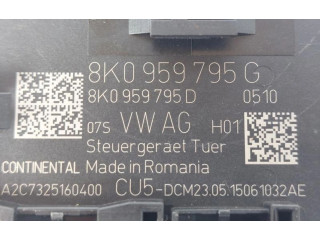 8K0 959 795 G
8K0 959 795 D 0510
07S VW AG H01
Steuergeraet Tuer
CONTINENTAL Made in Romania
A2C7325160400 CU5-DCM23.05.15061032AE